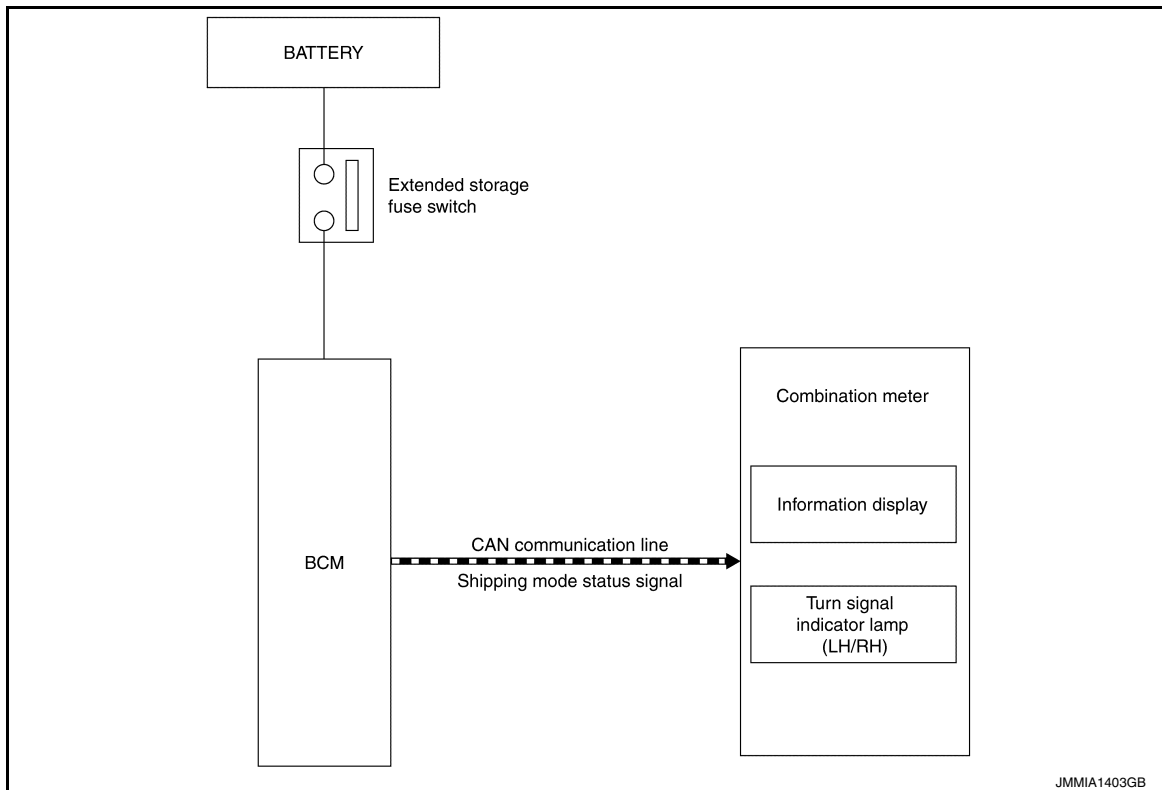 BATTERY
Extended storage
fuse switch
Combination meter
Information display
CAN communication line
BCM
Shipping mode status signal
Turn signal
indicator lamp
(LH/RH)
JMMIA1403GB